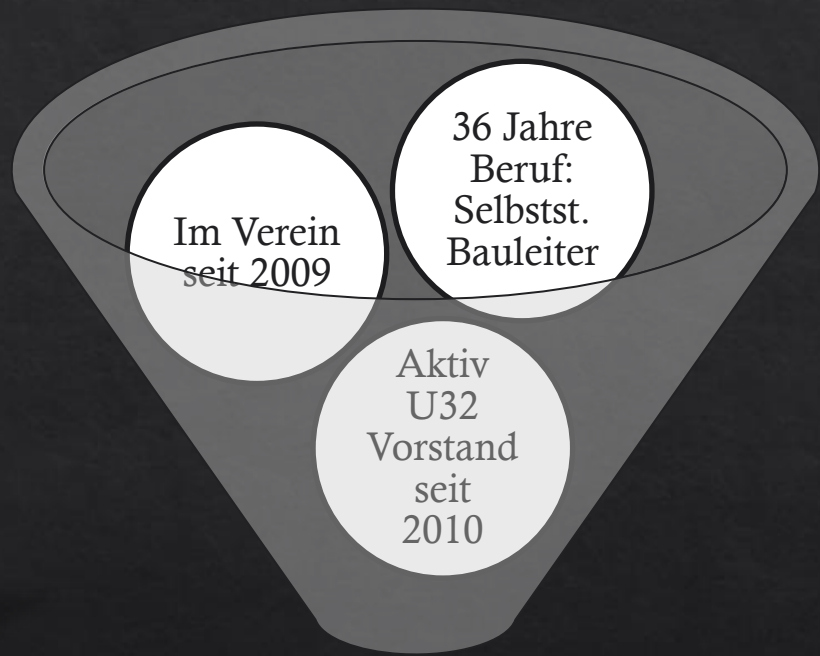 Im Verein
seit 2009
36 Jahre
Beruf:
Selbstst.
Bauleiter
Aktiv
U32
Vorstand
seit
2010